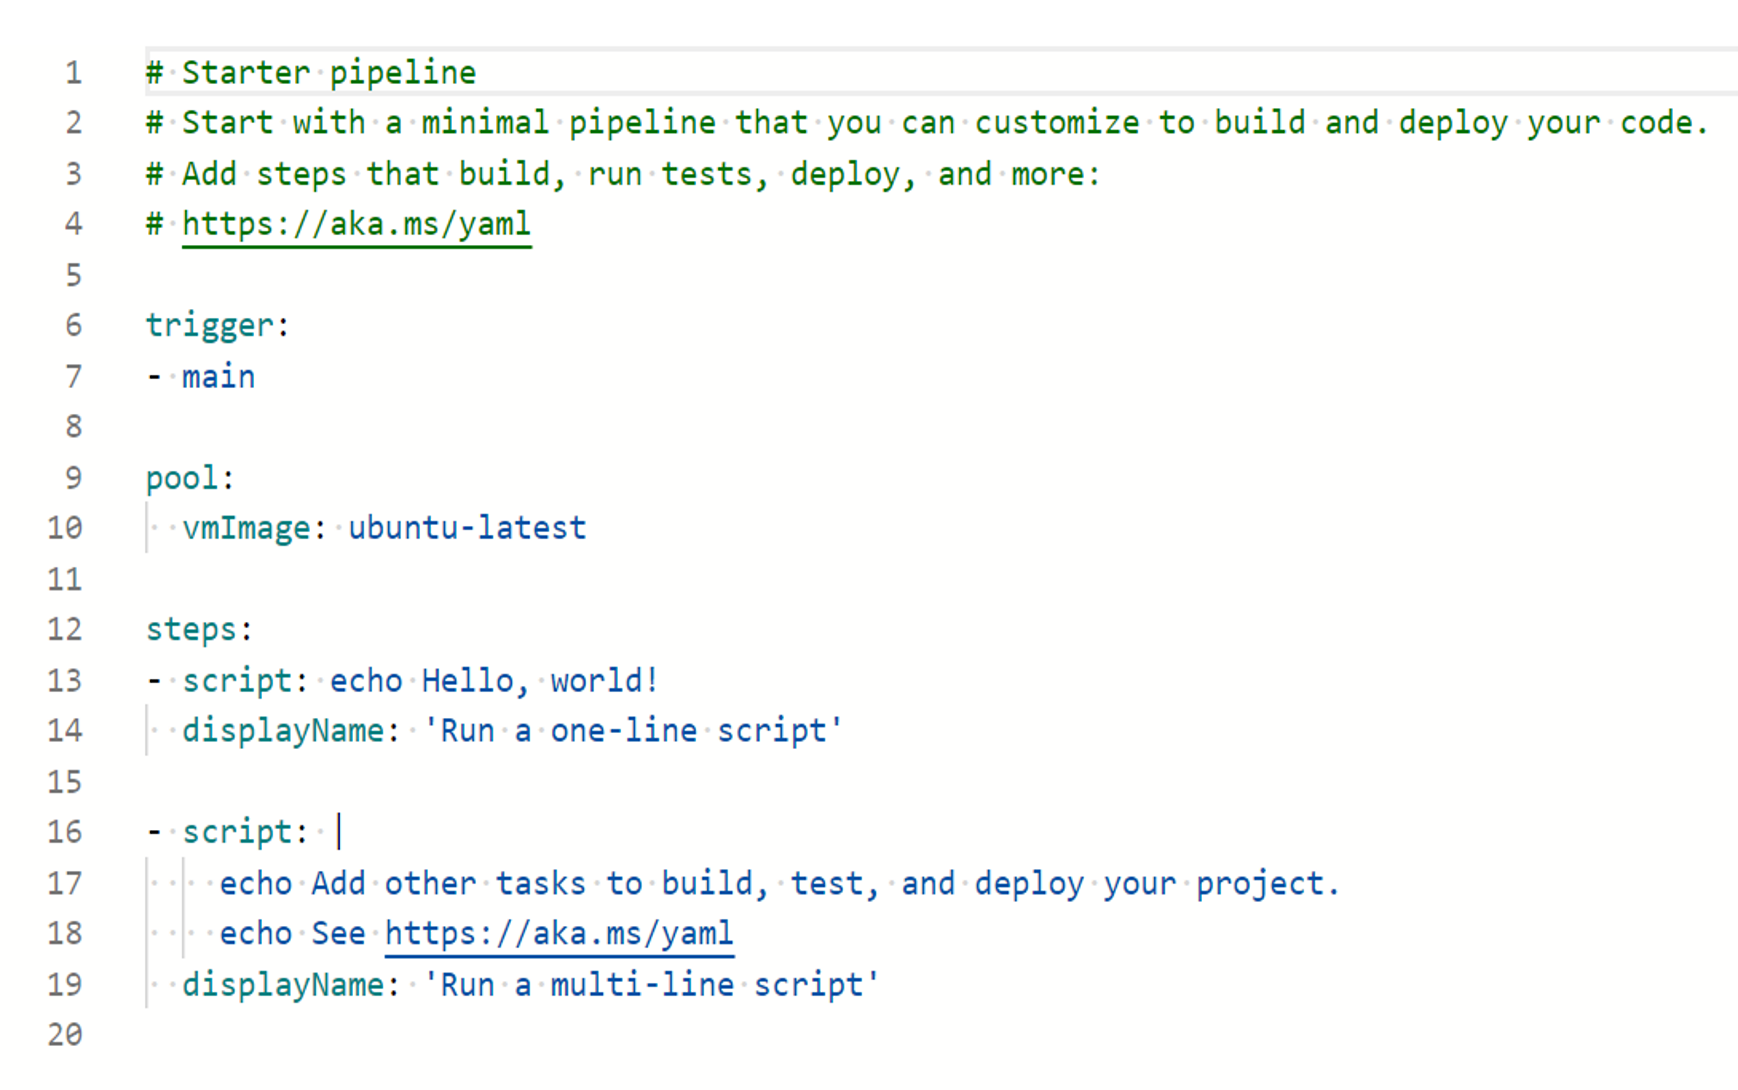 1 # Starter pipeline
2 # Start with a minimal pipeline that you can customize to build and deploy your code.
3 # Add steps that build, run tests, deploy, and more:
4 # https://aka.ms/yaml
5
6 trigger:
7 - main
8
9 pool:
10   vmImage: ubuntu-latest
11
12 steps:
13 - script: echo Hello, world!
14   displayName: 'Run a one-line script'
15
16 - script: |
17     echo Add other tasks to build, test, and deploy your project.
18     echo See https://aka.ms/yaml
19   displayName: 'Run a multi-line script'
20